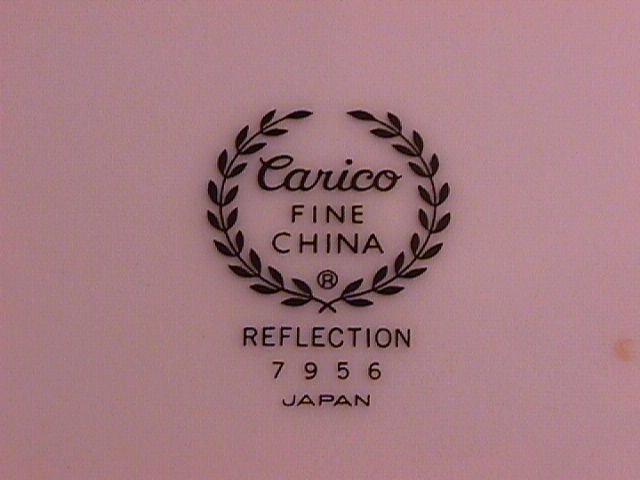 Carico
FINE
CHINA
®
REFLECTION
7956
JAPAN